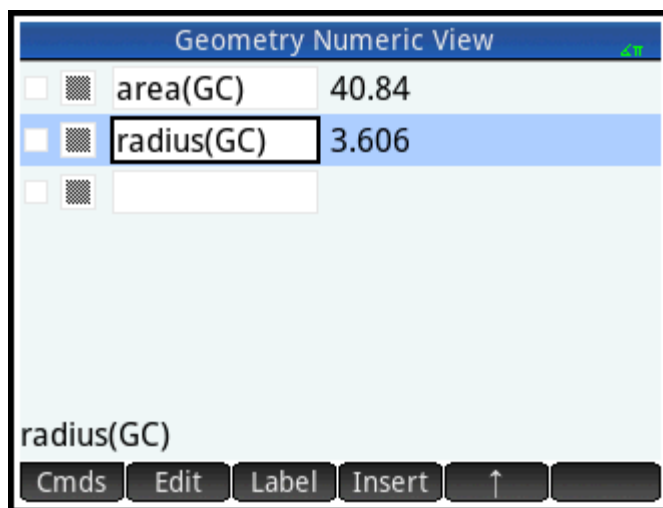 Geometry Numeric View
∡π
area(GC) 40.84
radius(GC) 3.606
radius(GC)
Cmds Edit Label Insert ↑